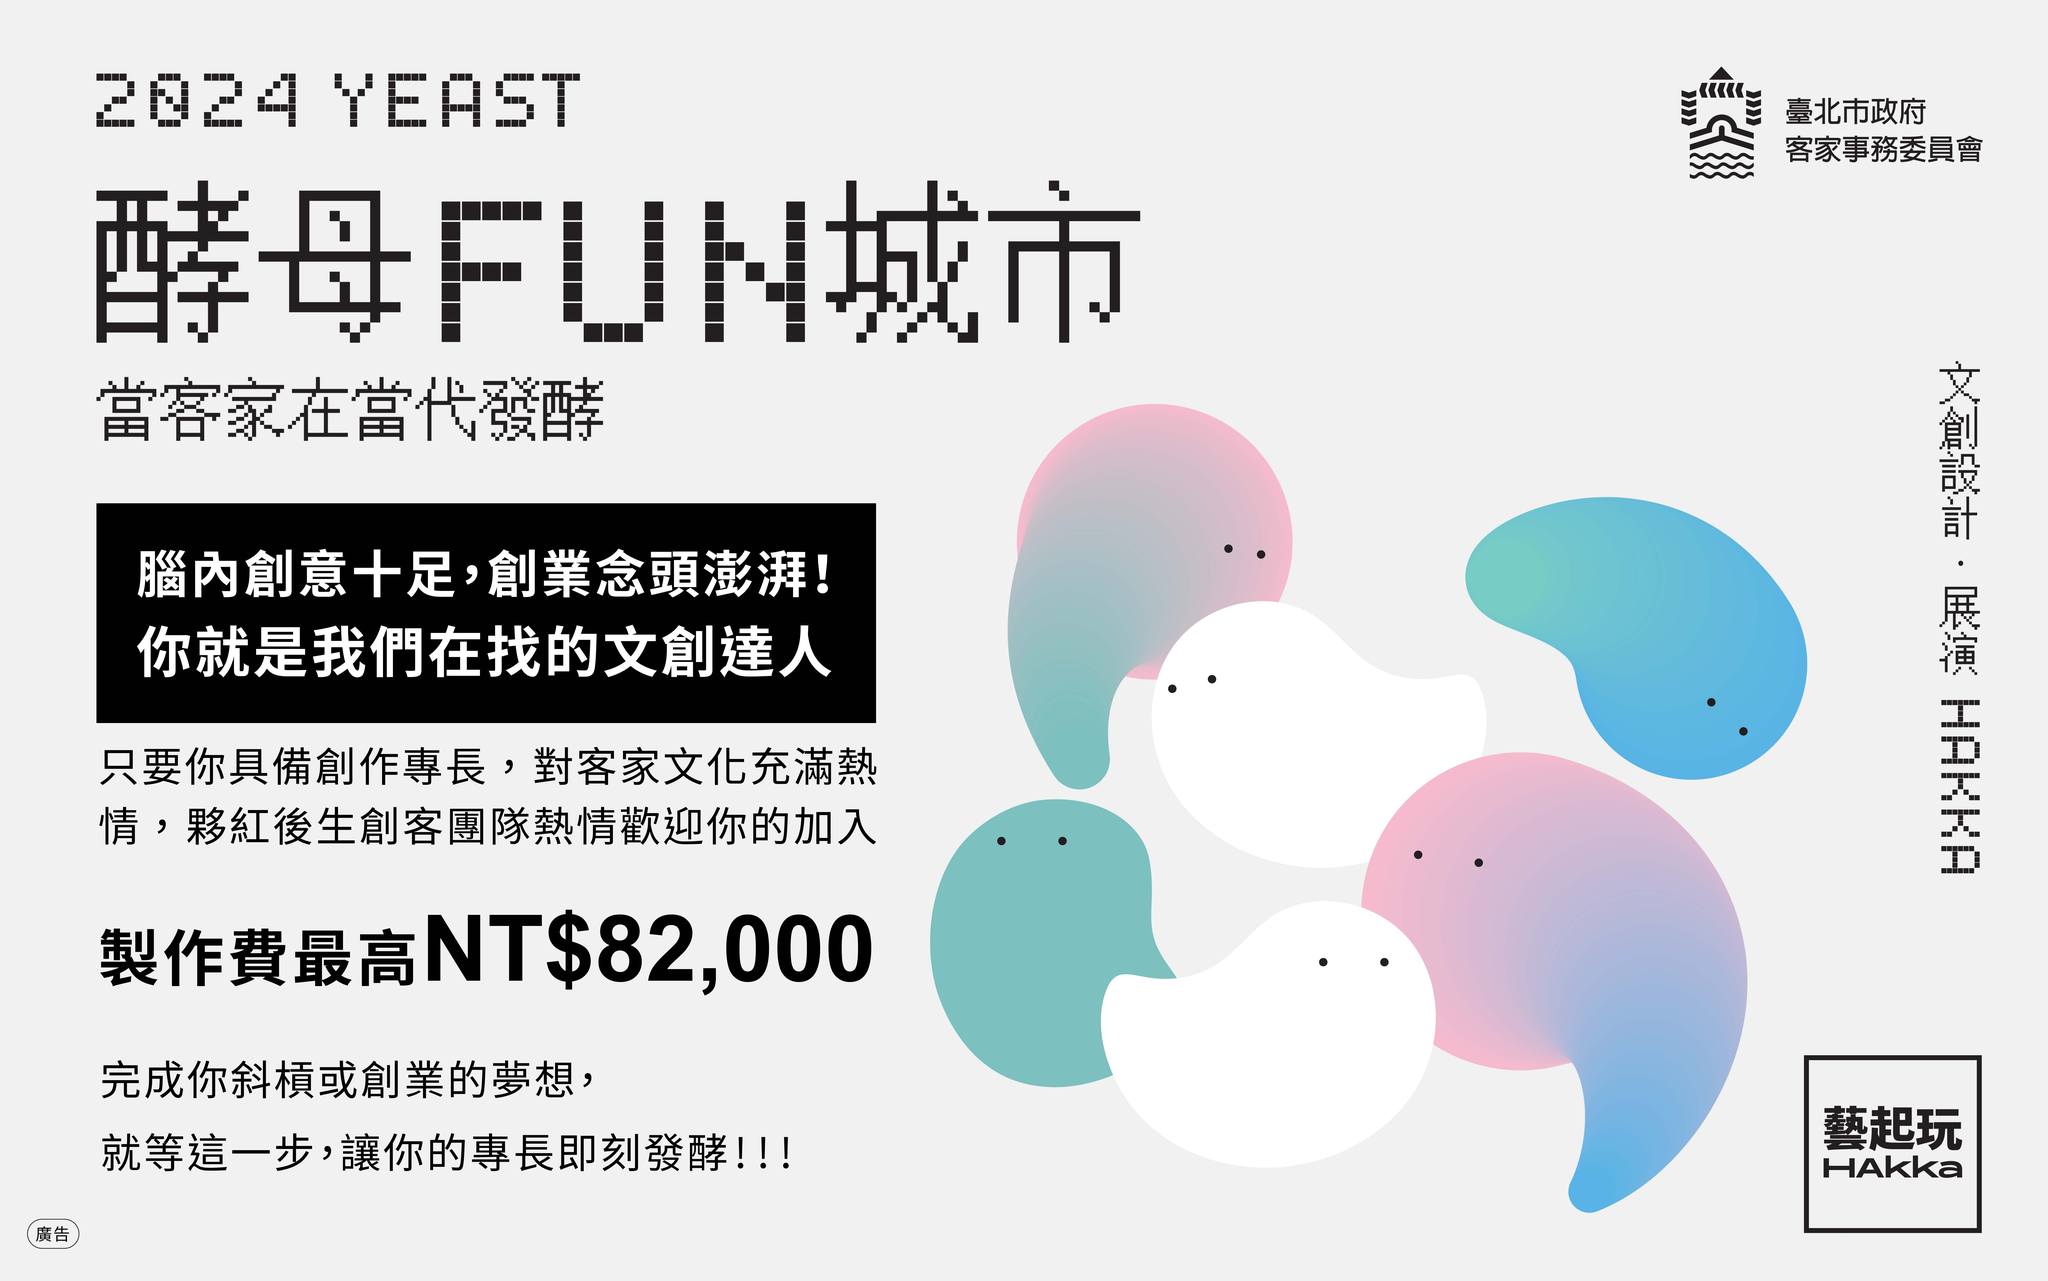 2024 YEAST
酵母FUN城市
當客家在當代發酵
臺北市政府
客家事務委員會
腦內創意十足，創業念頭澎湃！
你就是我們在找的文創達人
只要你具備創作專長，對客家文化充滿熱
情，夥紅後生創客團隊熱情歡迎你的加入
製作費最高NT$82,000
完成你斜槓或創業的夢想，
就等這一步，讓你的專長即刻發酵！！！
文創設計·展演 HAKKA
藝起玩
HAkka
廣告